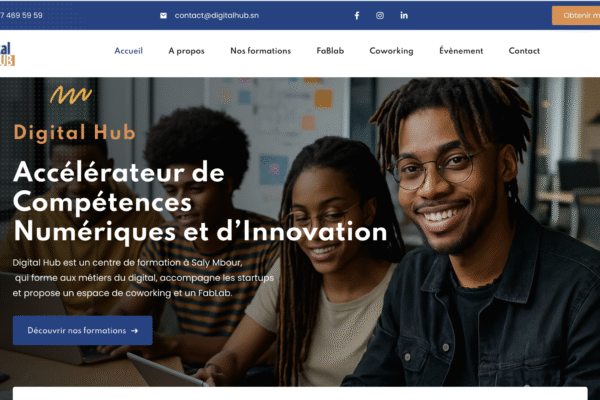 7 469 59 59
contact@digitalhub.sn
Obtenir m
tal
UB
Accueil
A propos
Nos formations
FaBlab
Coworking
Évènement
Contact
Digital Hub
Accélérateur de
Compétences
Numériques et d’Innovation
Digital Hub est un centre de formation à Saly Mbour,
qui forme aux métiers du digital, accompagne les startups
et propose un espace de coworking et un FabLab.
Découvrir nos formations →